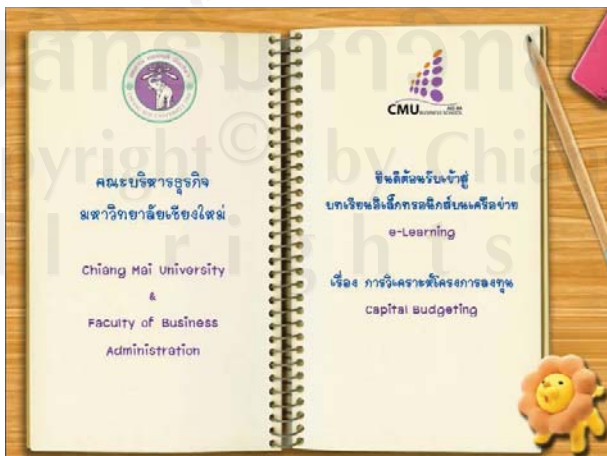 คณะบริหารธุรกิจ
มหาวิทยาลัยเชียงใหม่
Chiang Mai University
&
Faculty of Business
Administration
CMU BUSINESS SCHOOL
ยินดีต้อนรับเข้าสู่
บทเรียนอิเล็กทรอนิกส์บนเครือข่าย
e-Learning
เรื่อง การวิเคราะห์โครงการลงทุน
Capital Budgeting